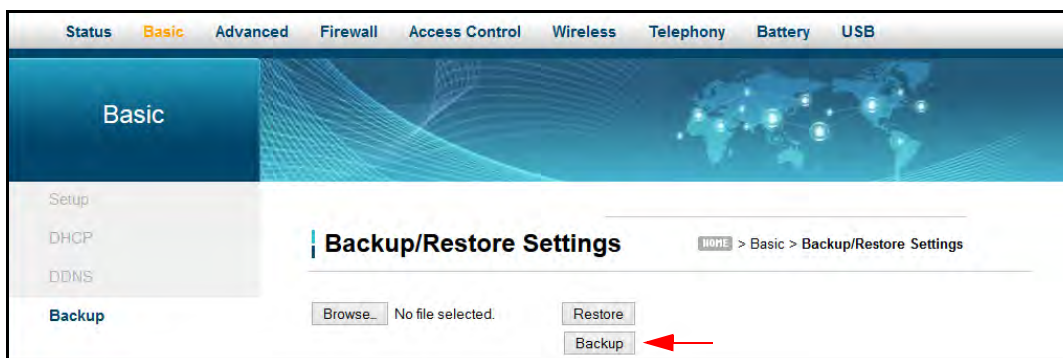 Status Basic Advanced Firewall Access Control Wireless Telephony Battery USB
Basic
Setup
DHCP
DDNS
Backup
Backup/Restore Settings
HOME > Basic > Backup/Restore Settings
Browse_ No file selected. Restore
Backup